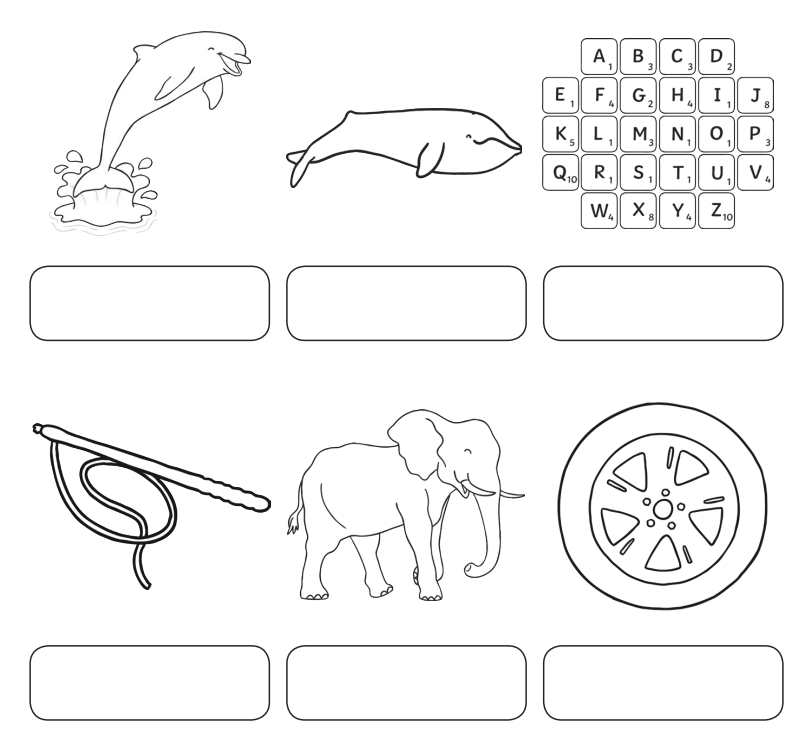 A1 B3 C3 D2
E1 F4 G2 H4 I1 J8
K5 L1 M3 N1 O1 P3
Q10 R1 S1 T1 U1 V4
W4 X8 Y4 Z10